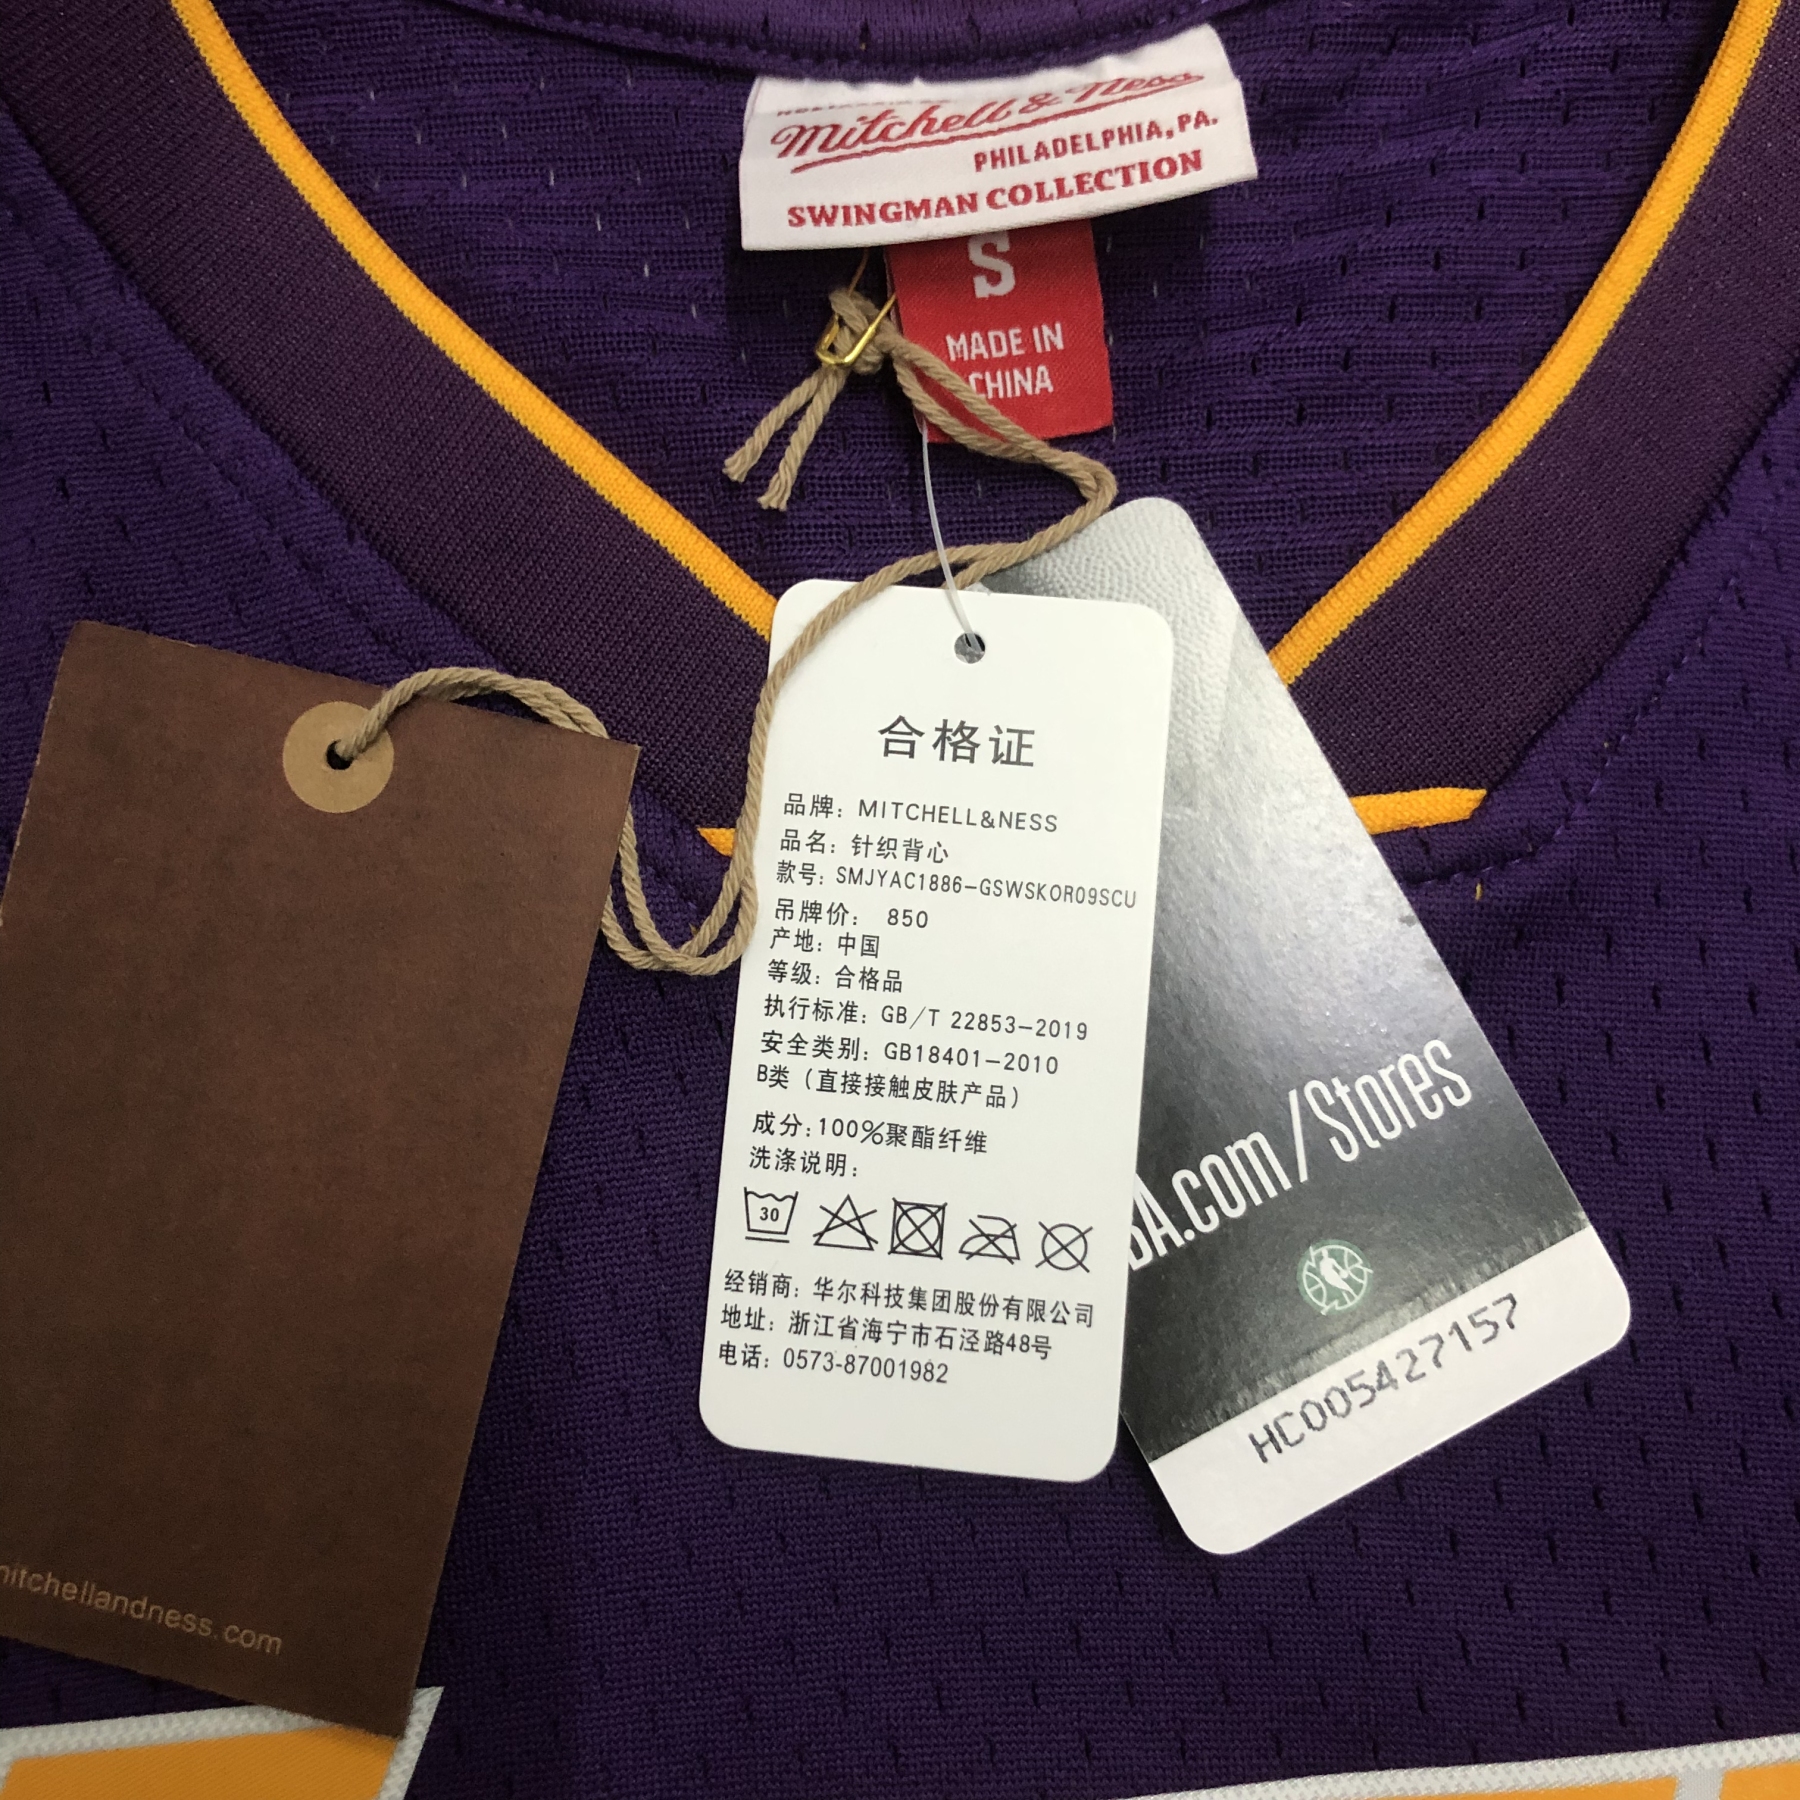 Mitchell & Ness
PHILADELPHIA, PA.
SWINGMAN COLLECTION
S
MADE IN
CHINA
合格证
品牌: MITCHELL&NESS
品名: 针织背心
款号: SMJYAC1886-GSWSKOR09SCU
吊牌价: 850
产地: 中国
等级: 合格品
执行标准: GB/T 22853-2019
安全类别: GB18401-2010
B类（直接接触皮肤产品）
成分:100%聚酯纤维
洗涤说明:
30
经销商: 华尔科技集团股份有限公司
地址: 浙江省海宁市石泾路48号
电话: 0573-87001982
BA.com/Stores
HC005427157
mitchellandness.com